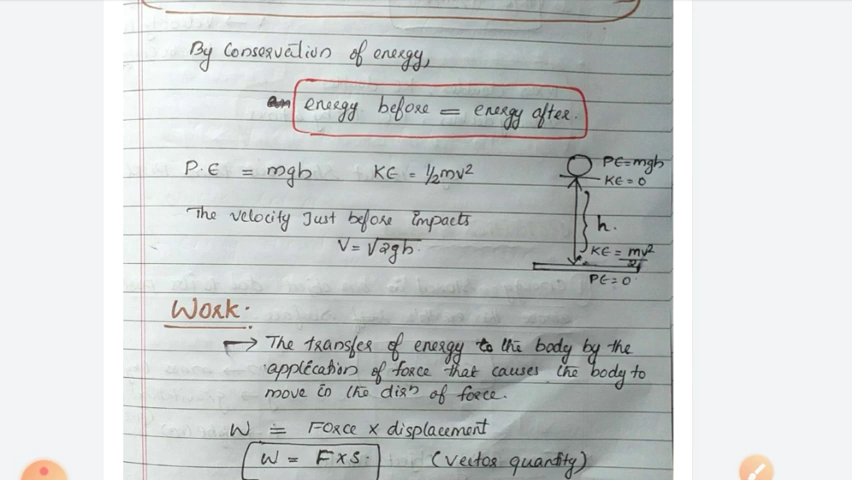 By Conservation of energy,
energy before = energy after.
P.E = mgh KE = 1/2mv²
PE=mgh
KE=0
h.
The velocity Just before Impacts
V = √2gh.
KE = mv²/2
PE=0
Work.
→ The transfer of energy to the body by the
application of force that causes the body to
move in the dirⁿ of force.
W = Force × displacement
W = F×S. (Vector quantity)